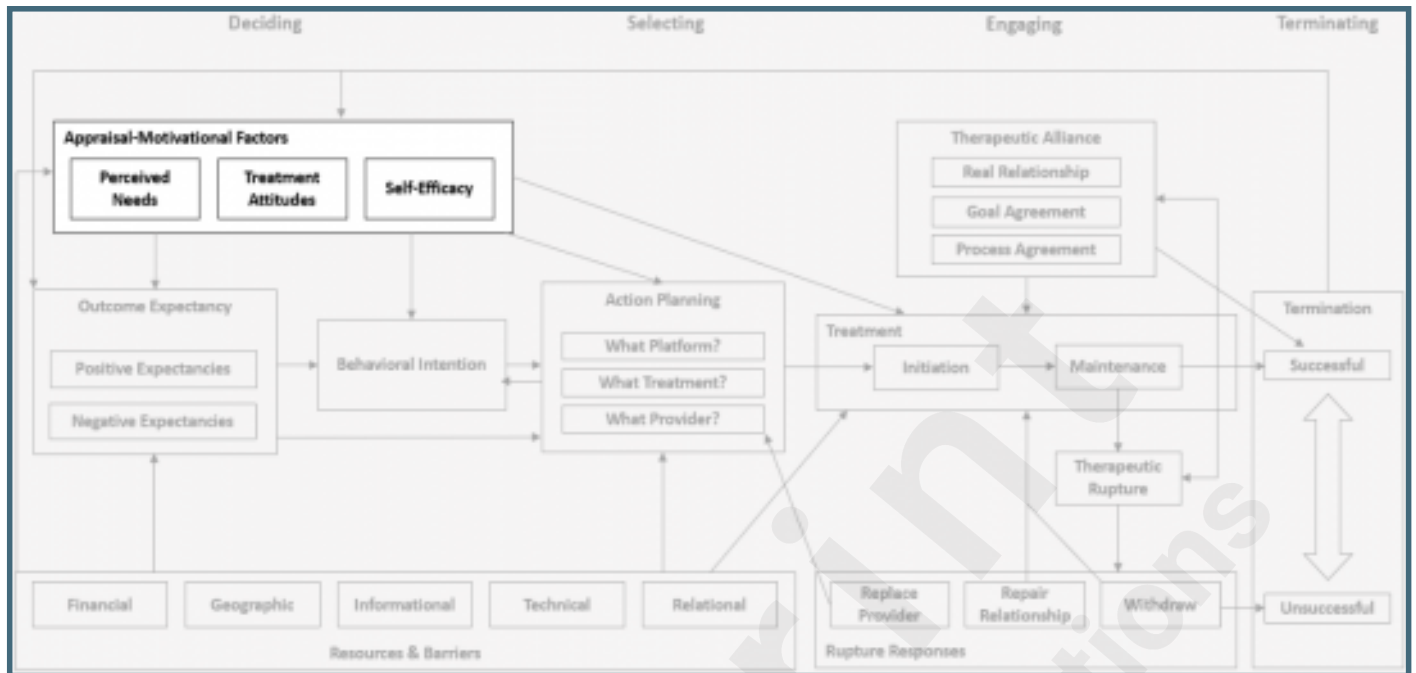 Deciding
Selecting
Engaging
Terminating
Appraisal-Motivational Factors
Perceived
Needs
Treatment
Attitudes
Self-Efficacy
Therapeutic Alliance
Real Relationship
Goal Agreement
Process Agreement
Outcome Expectancy
Positive Expectancies
Negative Expectancies
Behavioral Intention
Action Planning
What Platform?
What Treatment?
What Provider?
Treatment
Initiation
Maintenance
Therapeutic
Rupture
Termination
Successful
Unsuccessful
Financial
Geographic
Informational
Technical
Relational
Resources & Barriers
Replace
Provider
Repair
Relationship
Withdraw
Rupture Responses